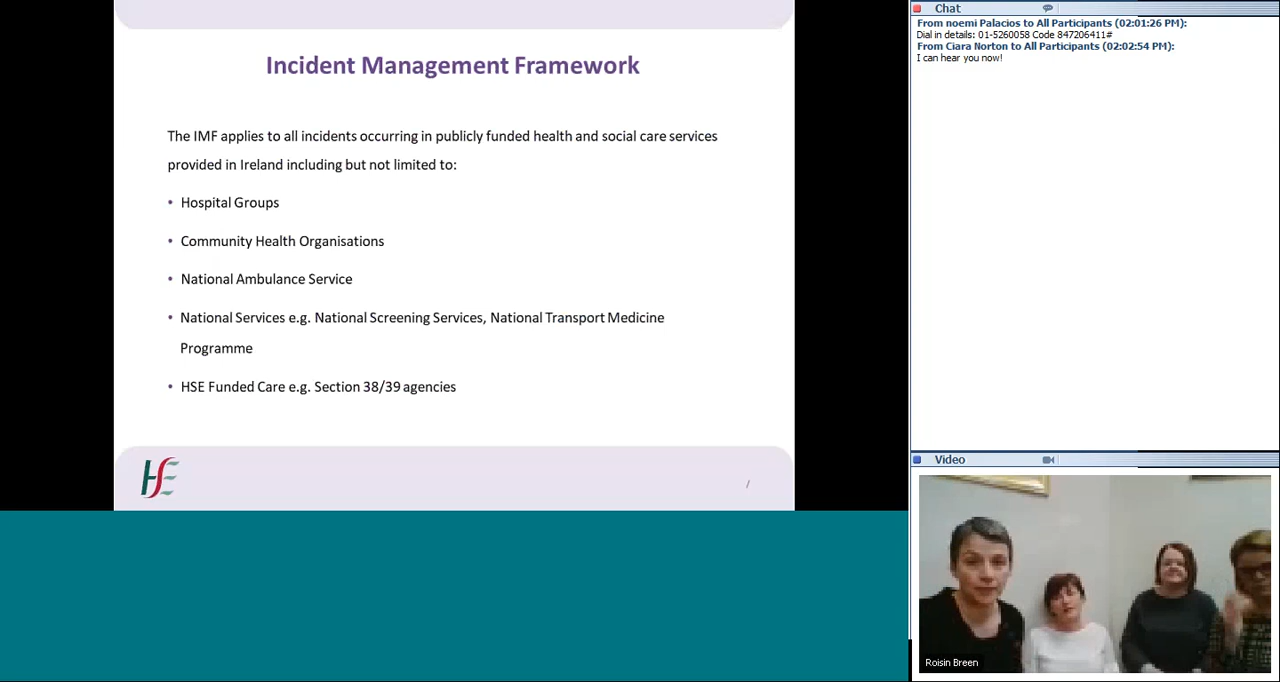 Incident Management Framework
The IMF applies to all incidents occurring in publicly funded health and social care services
provided in Ireland including but not limited to:
• Hospital Groups
• Community Health Organisations
• National Ambulance Service
• National Services e.g. National Screening Services, National Transport Medicine
Programme
• HSE Funded Care e.g. Section 38/39 agencies
HSE
/
Chat
From noemi Palacios to All Participants (02:01:26 PM):
Dial in details: 01-5260058 Code 847206411#
From Ciara Norton to All Participants (02:02:54 PM):
I can hear you now!
Video
Roisin Breen